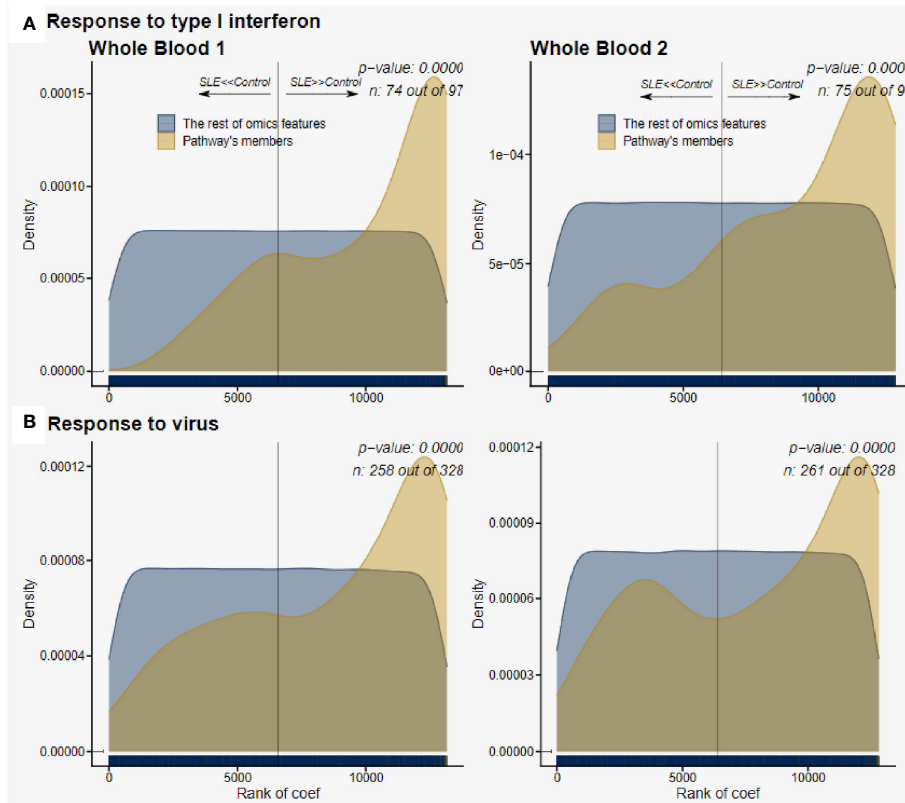 A Response to type I interferon
Whole Blood 1
Whole Blood 2
p-value: 0.0000
n: 74 out of 97
SLE<<Control
SLE>>Control
The rest of omics features
Pathway's members
0.00015
0.00010
0.00005
0.00000
Density
0
5000
10000
p-value: 0.000
n: 75 out of 9
SLE<<Control
SLE>>Control
The rest of omics features
Pathway's members
1e-04
5e-05
0e+00
Density
0
5000
10000
B Response to virus
p-value: 0.0000
n: 258 out of 328
0.00012
0.00008
0.00004
0.00000
Density
0
5000
10000
Rank of coef
p-value: 0.0000
n: 261 out of 328
0.00012
0.00009
0.00006
0.00003
0.00000
Density
0
5000
10000
Rank of coef